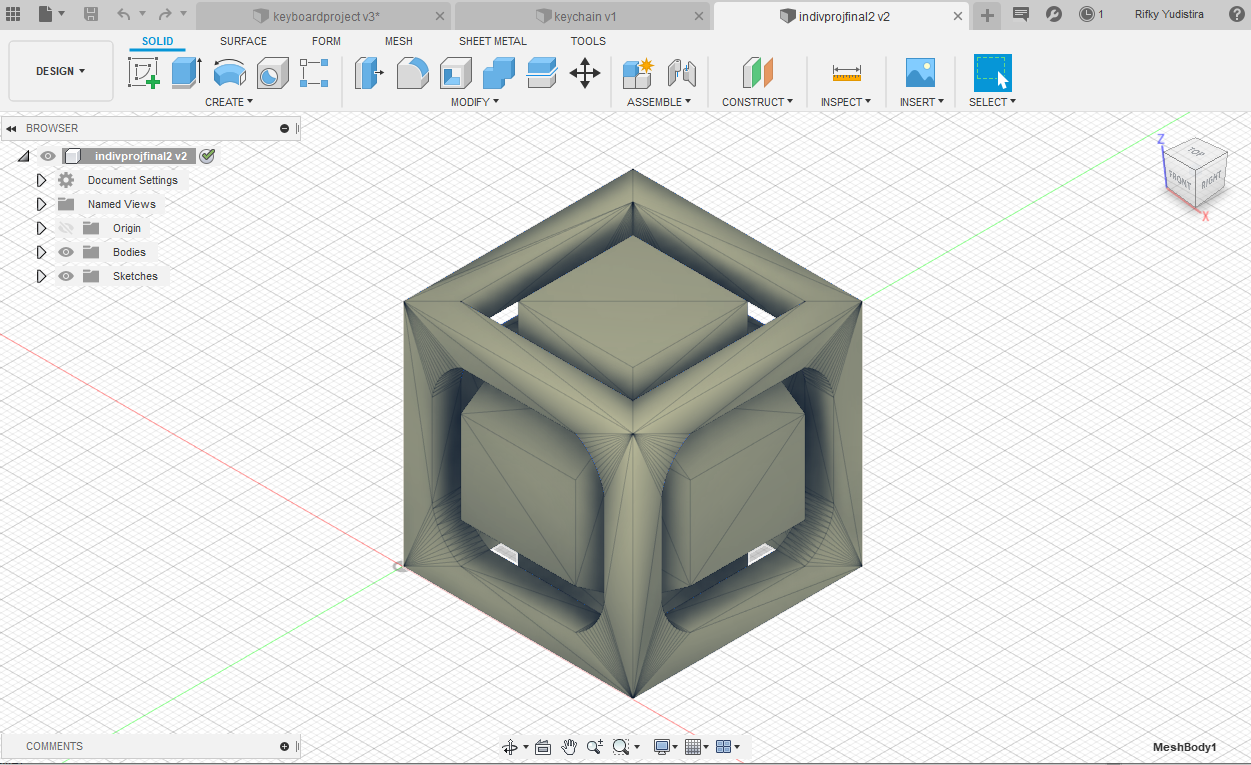 keyboardproject v3*
keychain v1
indivprojfinal2 v2
1
Rifky Yudistira
DESIGN
SOLID
SURFACE
FORM
MESH
SHEET METAL
TOOLS
CREATE
MODIFY
ASSEMBLE
CONSTRUCT
INSPECT
INSERT
SELECT
BROWSER
indivprojfinal2 v2
Document Settings
Named Views
Origin
Bodies
Sketches
Z
TOP
FRONT
RIGHT
X
COMMENTS
MeshBody1